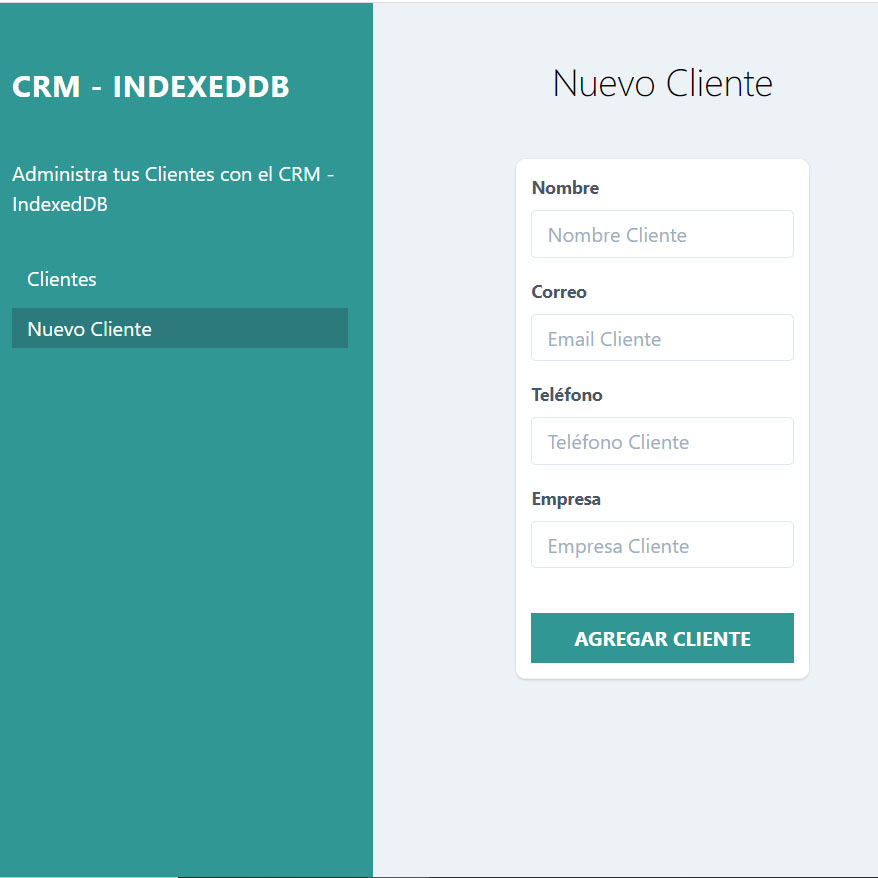 CRM - INDEXEDDB
Administra tus Clientes con el CRM -
IndexedDB
Clientes
Nuevo Cliente
Nuevo Cliente
Nombre
Nombre Cliente
Correo
Email Cliente
Teléfono
Teléfono Cliente
Empresa
Empresa Cliente
AGREGAR CLIENTE